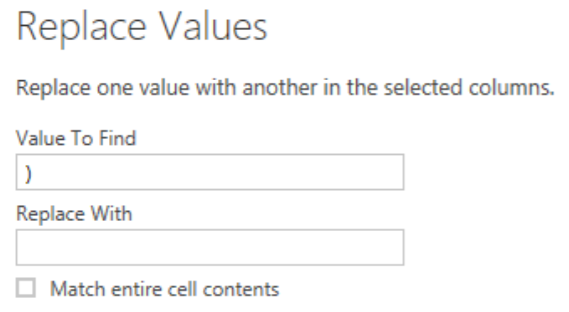 Replace Values
Replace one value with another in the selected columns.
Value To Find
)
Replace With
Match entire cell contents